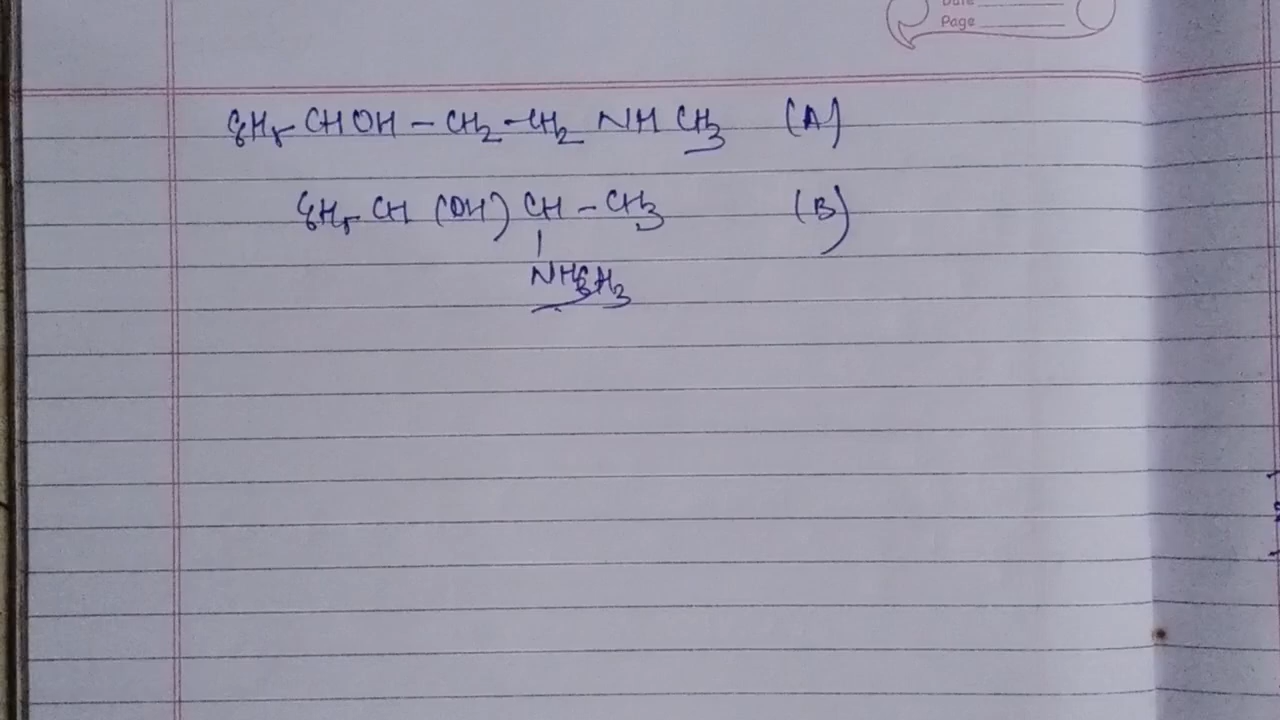 Date
Page
C6H5 CHOH - CH2 - CH2 NH CH3 (A)
C6H5 CH (OH) CH - CH3 (B)
|
NHCH3